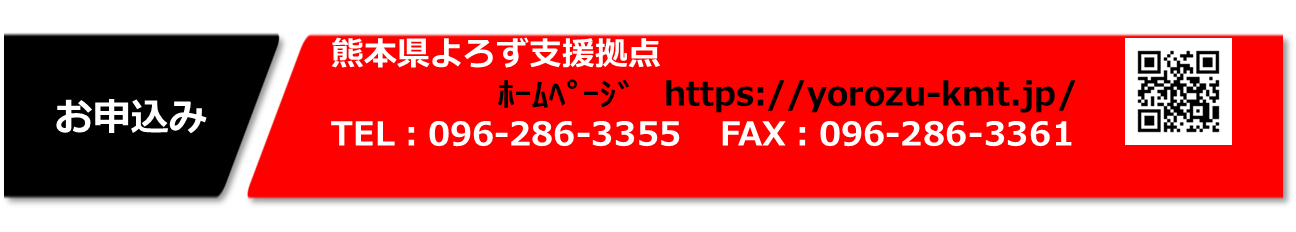 お申込み
熊本県よろず支援拠点
ﾎｰﾑﾍﾟｰｼﾞ　https://yorozu-kmt.jp/
TEL：096-286-3355　FAX：096-286-3361